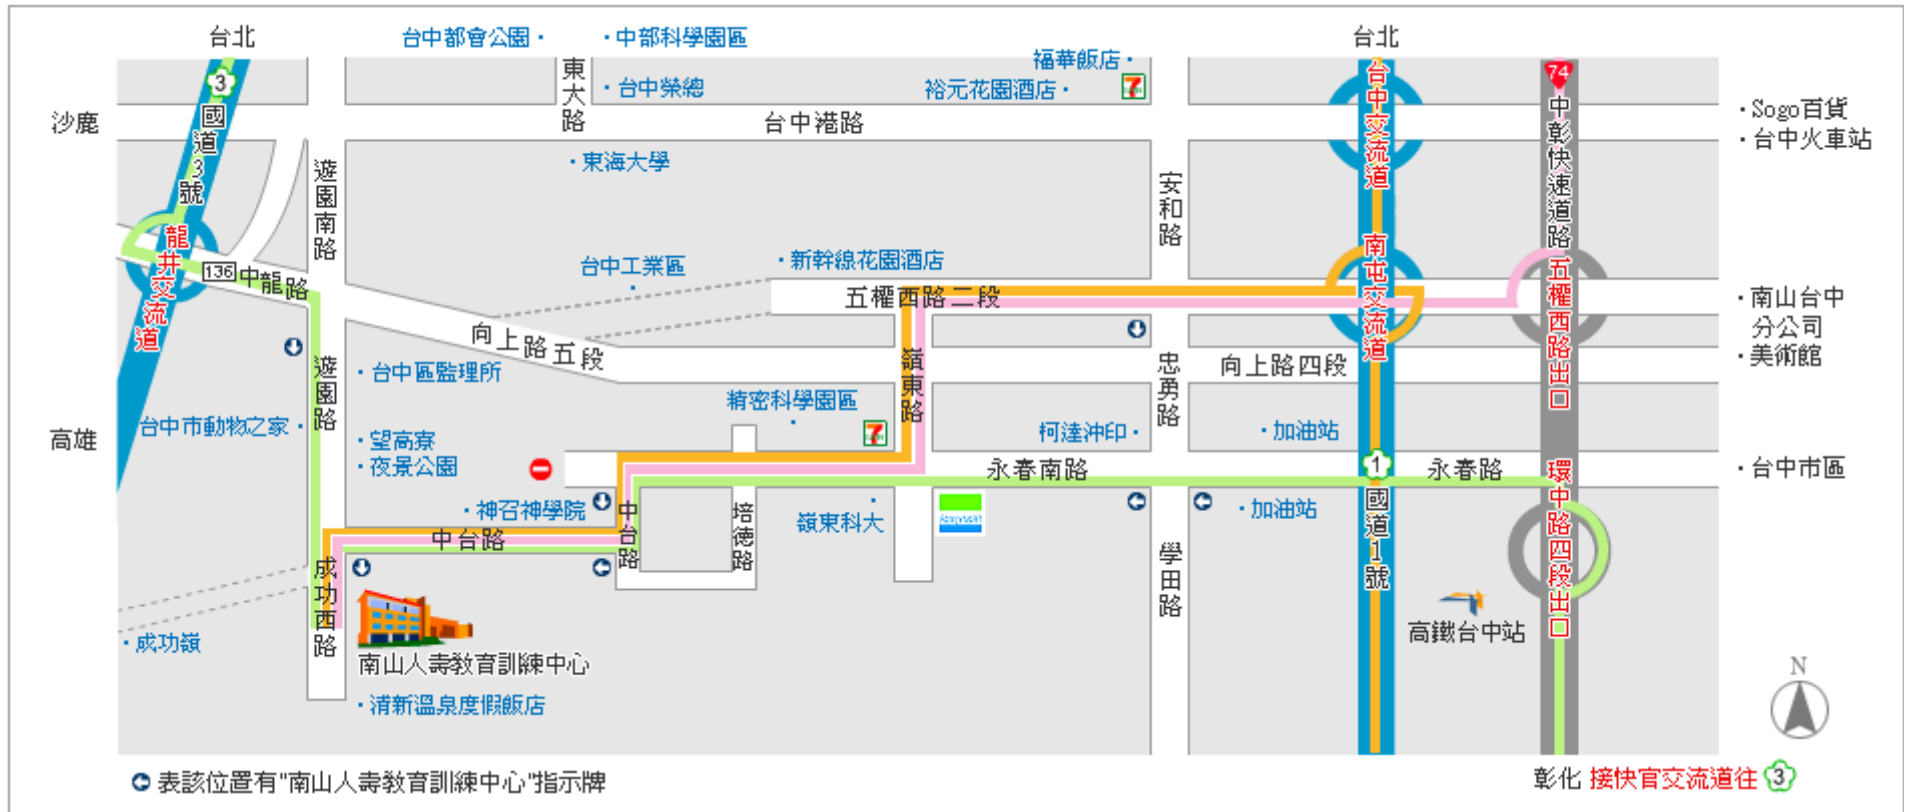 台北
台中都會公園
中部科學園區
台北
福華飯店
3
東大路
台中榮總
裕元花園酒店
7
74
沙鹿
國道3號
台中港路
台中交流道
中彰快速道路
Sogo百貨
台中火車站
遊園南路
東海大學
安和路
龍井交流道
136
中龍路
台中工業區
新幹線花園酒店
南屯交流道
五權西路出口
五權西路二段
南山台中
分公司
美術館
向上路五段
遊園路
台中區監理所
嶺東路
忠勇路
向上路四段
精密科學園區
7
台中市動物之家
高雄
望高寮
夜景公園
柯達沖印
加油站
永春南路
1
永春路
台中市區
環中路四段出口
神召神學院
中台路
中台路
培德路
嶺東科大
加油站
國道1號
學田路
成功西路
成功嶺
南山人壽教育訓練中心
高鐵台中站
清新溫泉度假飯店
N
表該位置有"南山人壽教育訓練中心"指示牌
彰化 接快官交流道往 3